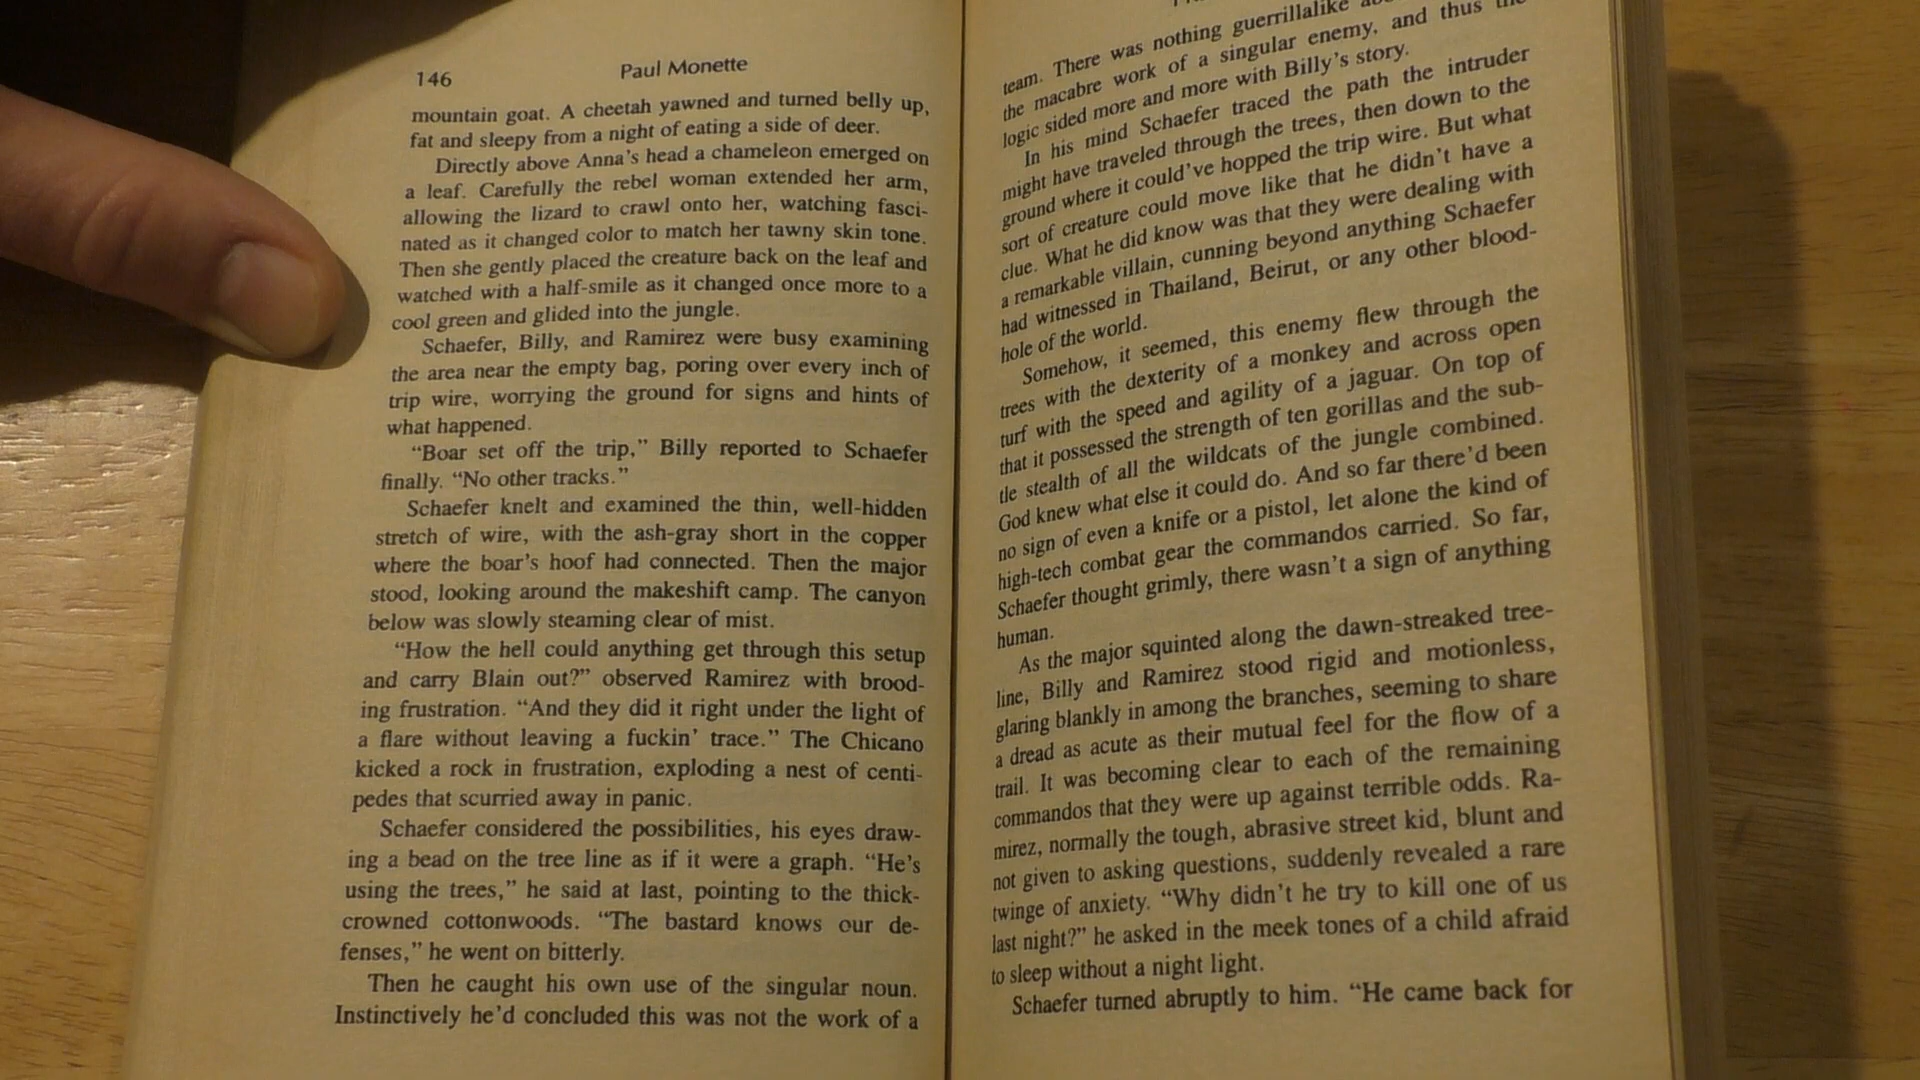 146
Paul Monette
mountain goat. A cheetah yawned and turned belly up,
fat and sleepy from a night of eating a side of deer.
Directly above Anna's head a chameleon emerged on
a leaf. Carefully the rebel woman extended her arm,
allowing the lizard to crawl onto her, watching fasci-
nated as it changed color to match her tawny skin tone.
Then she gently placed the creature back on the leaf and
watched with a half-smile as it changed once more to a
cool green and glided into the jungle.
Schaefer, Billy, and Ramirez were busy examining
the area near the empty bag, poring over every inch of
trip wire, worrying the ground for signs and hints of
what happened.
“Boar set off the trip,” Billy reported to Schaefer
finally. “No other tracks.”
Schaefer knelt and examined the thin, well-hidden
stretch of wire, with the ash-gray short in the copper
where the boar's hoof had connected. Then the major
stood, looking around the makeshift camp. The canyon
below was slowly steaming clear of mist.
“How the hell could anything get through this setup
and carry Blain out?” observed Ramirez with brood-
ing frustration. “And they did it right under the light of
a flare without leaving a fuckin' trace.” The Chicano
kicked a rock in frustration, exploding a nest of centi-
pedes that scurried away in panic.
Schaefer considered the possibilities, his eyes draw-
ing a bead on the tree line as if it were a graph. “He's
using the trees,” he said at last, pointing to the thick-
crowned cottonwoods. “The bastard knows our de-
fenses,” he went on bitterly.
Then he caught his own use of the singular noun.
Instinctively he'd concluded this was not the work of a
team. There was nothing guerrillalike
the macabre work of a singular enemy, and thus
logic sided more and more with Billy's story.
In his mind Schaefer traced the path the intruder
might have traveled through the trees, then down to the
ground where it could've hopped the trip wire. But what
sort of creature could move like that he didn't have a
clue. What he did know was that they were dealing with
a remarkable villain, cunning beyond anything Schaefer
had witnessed in Thailand, Beirut, or any other blood-
hole of the world.
Somehow, it seemed, this enemy flew through the
trees with the dexterity of a monkey and across open
turf with the speed and agility of a jaguar. On top of
that it possessed the strength of ten gorillas and the sub-
tle stealth of all the wildcats of the jungle combined.
God knew what else it could do. And so far there'd been
no sign of even a knife or a pistol, let alone the kind of
high-tech combat gear the commandos carried. So far,
Schaefer thought grimly, there wasn't a sign of anything
human.
As the major squinted along the dawn-streaked tree-
line, Billy and Ramirez stood rigid and motionless,
glaring blankly in among the branches, seeming to share
a dread as acute as their mutual feel for the flow of a
trail. It was becoming clear to each of the remaining
commandos that they were up against terrible odds. Ra-
mirez, normally the tough, abrasive street kid, blunt and
not given to asking questions, suddenly revealed a rare
twinge of anxiety. “Why didn't he try to kill one of us
last night?” he asked in the meek tones of a child afraid
to sleep without a night light.
Schaefer turned abruptly to him. “He came back for